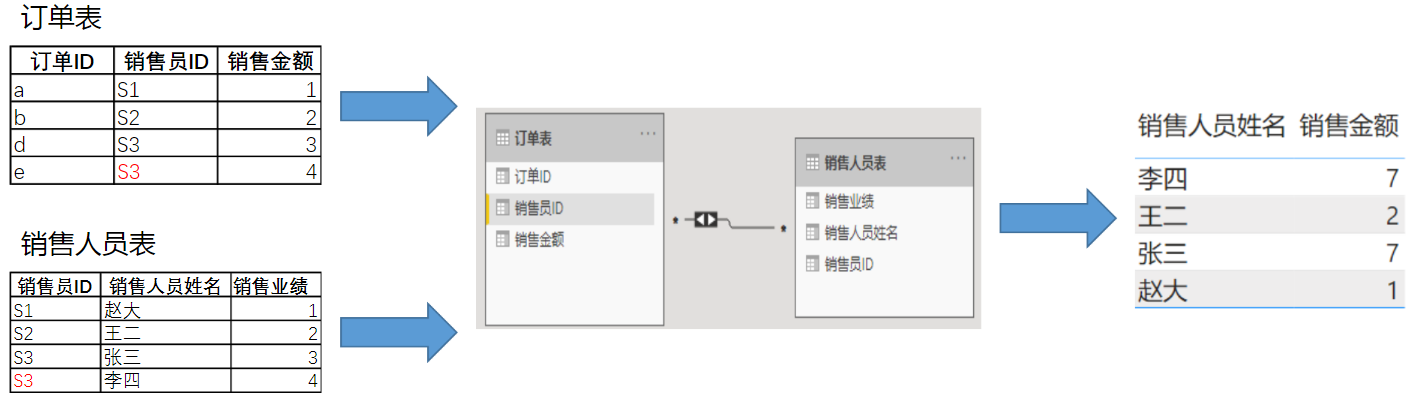 订单表
订单ID 销售员ID 销售金额
a S1 1
b S2 2
d S3 3
e S3 4
销售人员表
销售员ID 销售人员姓名 销售业绩
S1 赵大 1
S2 王二 2
S3 张三 3
S3 李四 4
订单表 ...
订单ID
销售员ID
销售金额
* *
销售人员表 ...
销售业绩
销售人员姓名
销售员ID
销售人员姓名 销售金额
李四 7
王二 2
张三 7
赵大 1